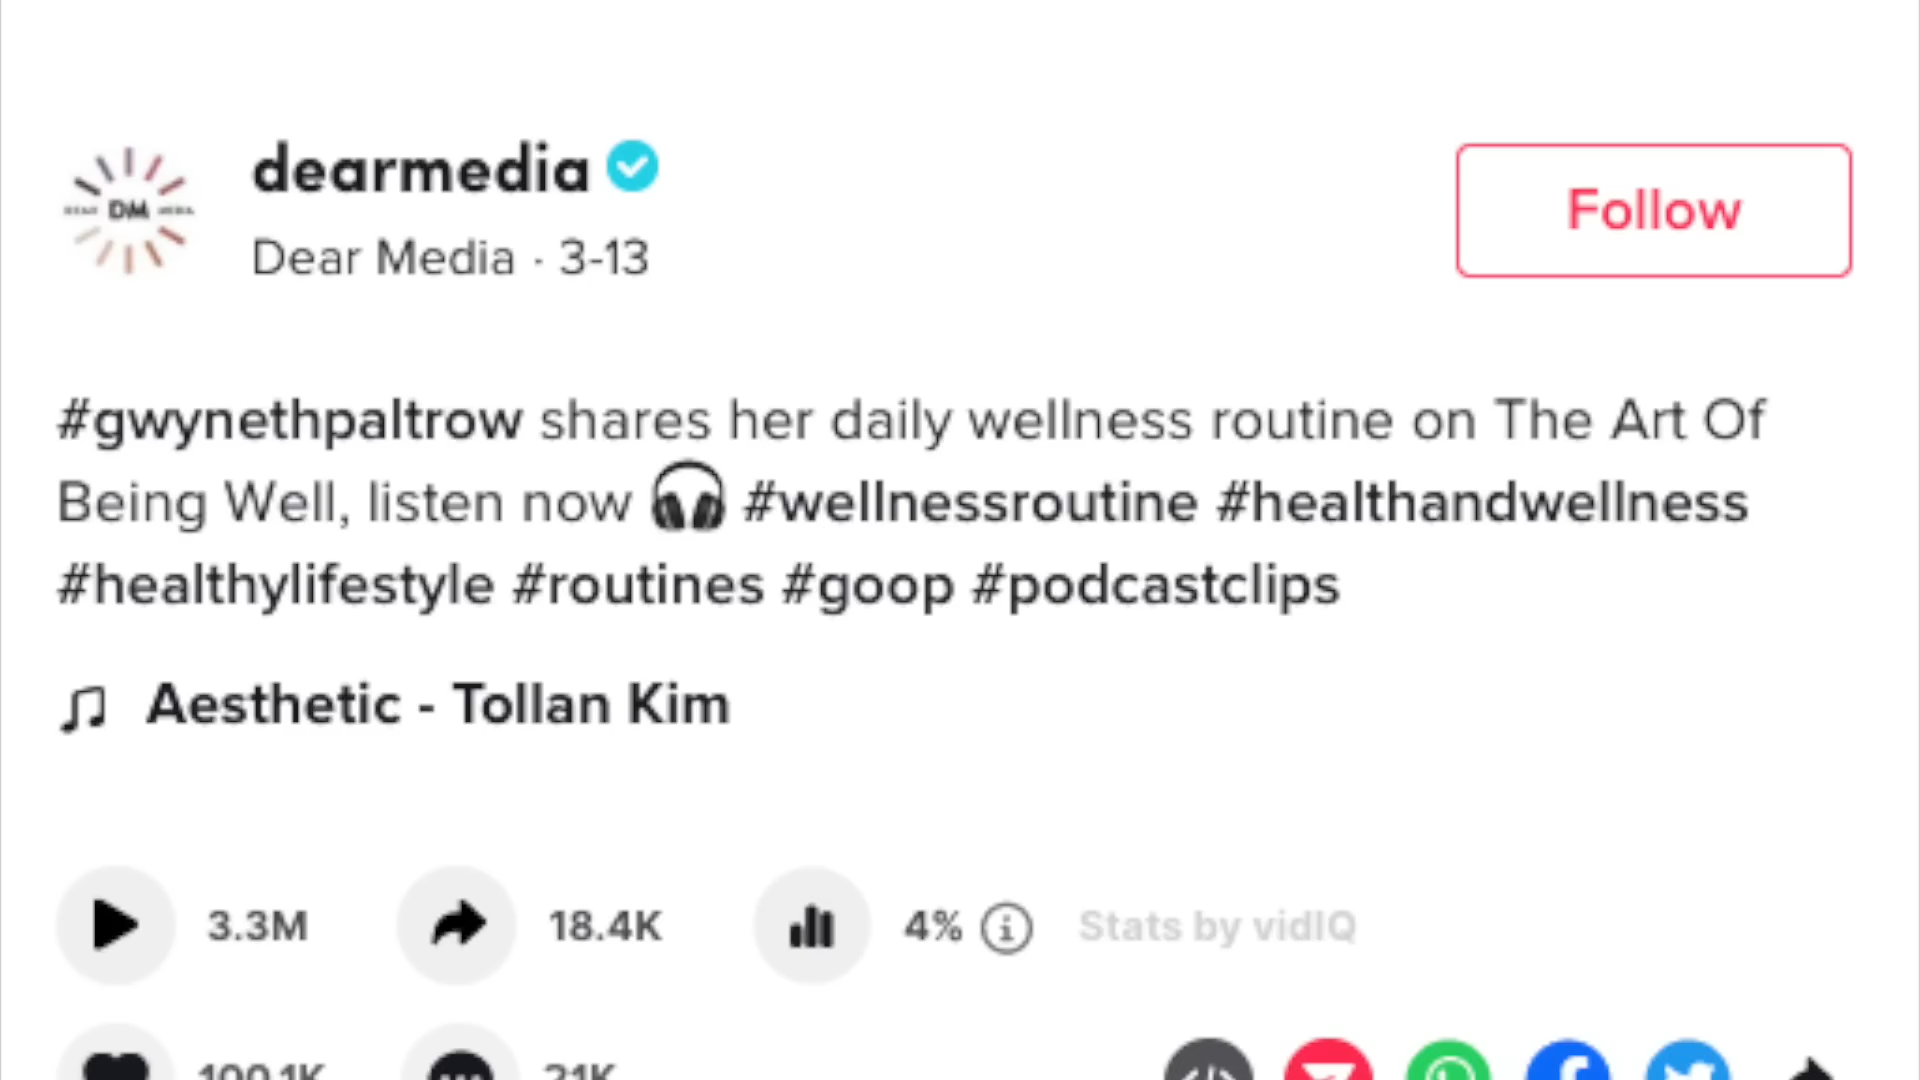 dearmedia
Dear Media · 3-13
Follow
DM
#gwynethpaltrow shares her daily wellness routine on The Art Of
Being Well, listen now 🎧 #wellnessroutine #healthandwellness
#healthylifestyle #routines #goop #podcastclips
♫ Aesthetic - Tollan Kim
3.3M
18.4K
4%
Stats by vidIQ
100.1K